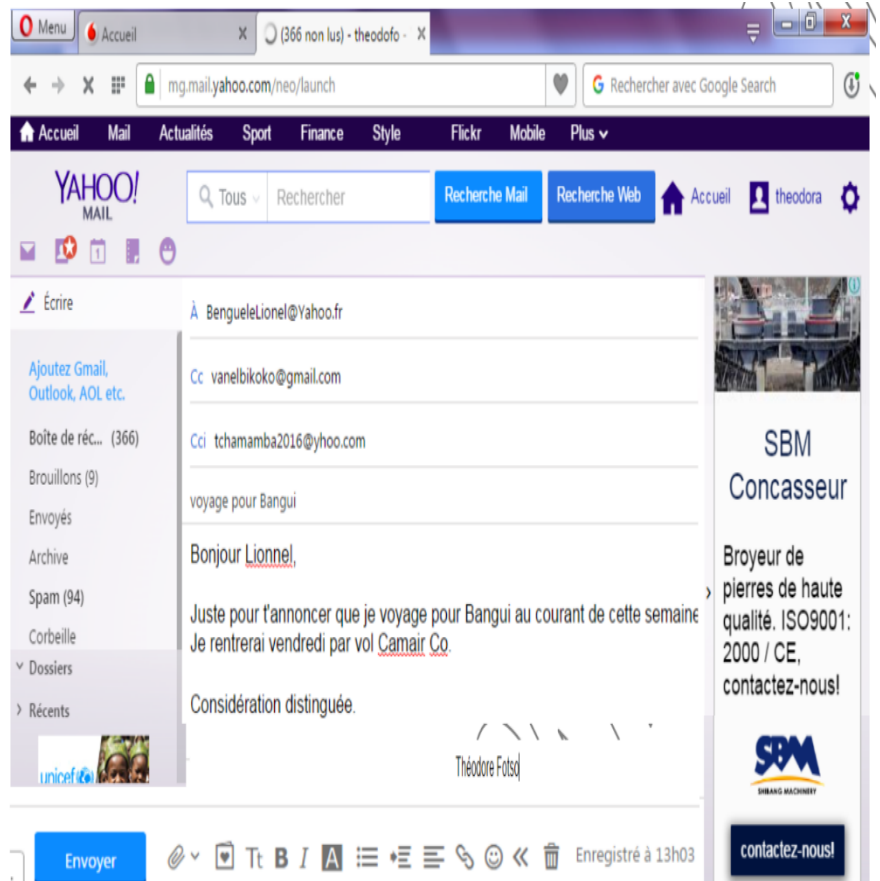 Menu Accueil (366 non lus) - theodofo -
mg.mail.yahoo.com/neo/launch Rechercher avec Google Search
Accueil Mail Actualités Sport Finance Style Flickr Mobile Plus
YAHOO!
MAIL
Tous Rechercher Recherche Mail Recherche Web Accueil theodora
1
Écrire
Ajoutez Gmail,
Outlook, AOL etc.
Boîte de réc... (366)
Brouillons (9)
Envoyés
Archive
Spam (94)
Corbeille
Dossiers
Récents
unicef
À BengueleLionel@Yahoo.fr
Cc vanelbikoko@gmail.com
Cci tchamamba2016@yhoo.com
voyage pour Bangui
Bonjour Lionnel,
Juste pour t'annoncer que je voyage pour Bangui au courant de cette semaine
Je rentrerai vendredi par vol Camair Co.
Considération distinguée.
Théodore Fotso
Envoyer Tt B I A Enregistré à 13h03
SBM
Concasseur
Broyeur de
pierres de haute
qualité. ISO9001:
2000 / CE,
contactez-nous!
SBM
SHIBANG MACHINERY
contactez-nous!